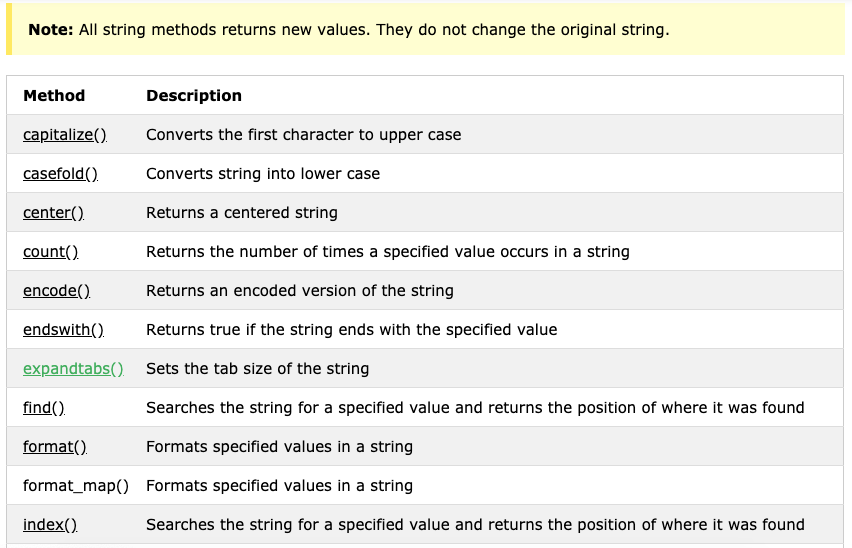 Note: All string methods returns new values. They do not change the original string.
Method Description
capitalize() Converts the first character to upper case
casefold() Converts string into lower case
center() Returns a centered string
count() Returns the number of times a specified value occurs in a string
encode() Returns an encoded version of the string
endswith() Returns true if the string ends with the specified value
expandtabs() Sets the tab size of the string
find() Searches the string for a specified value and returns the position of where it was found
format() Formats specified values in a string
format_map() Formats specified values in a string
index() Searches the string for a specified value and returns the position of where it was found